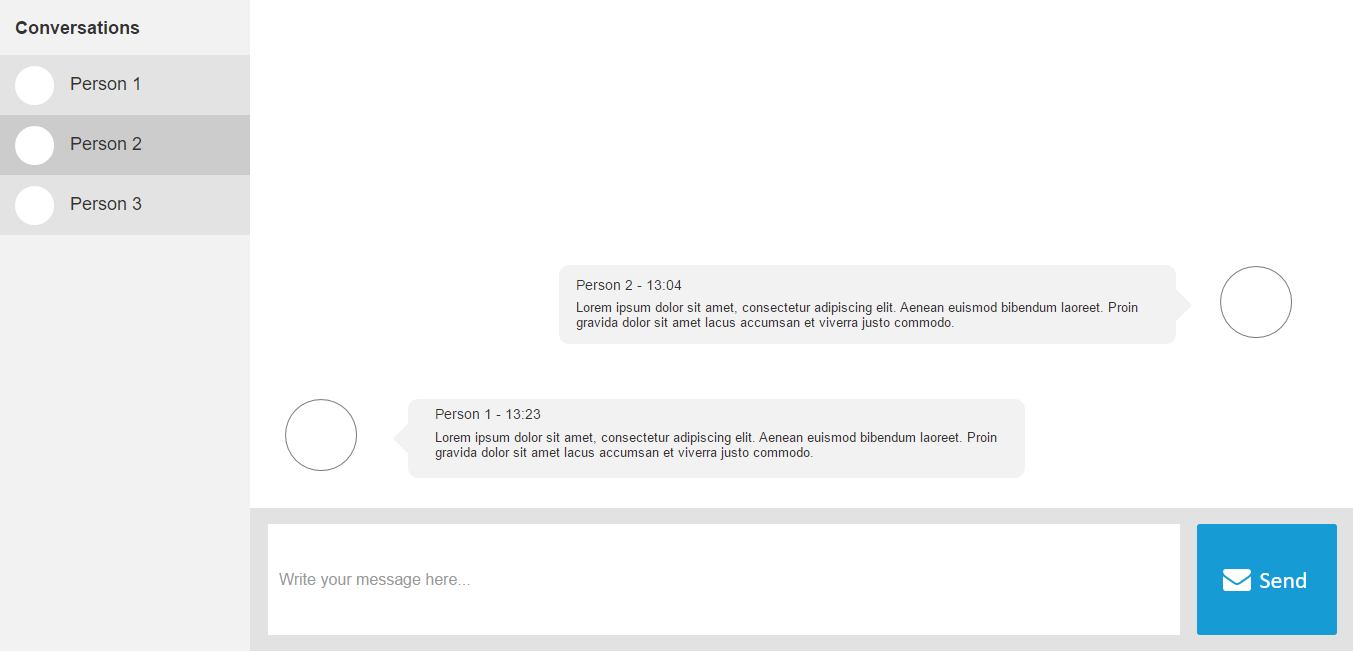 Conversations
Person 1
Person 2
Person 3
Person 2 - 13:04
Lorem ipsum dolor sit amet, consectetur adipiscing elit. Aenean euismod bibendum laoreet. Proin
gravida dolor sit amet lacus accumsan et viverra justo commodo.
Person 1 - 13:23
Lorem ipsum dolor sit amet, consectetur adipiscing elit. Aenean euismod bibendum laoreet. Proin
gravida dolor sit amet lacus accumsan et viverra justo commodo.
Write your message here...
Send